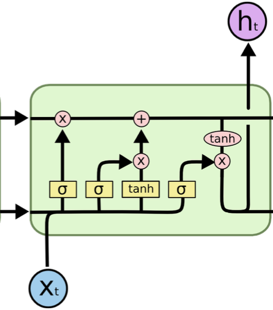 ht
x +
tanh
x x
σ σ tanh σ
Xt